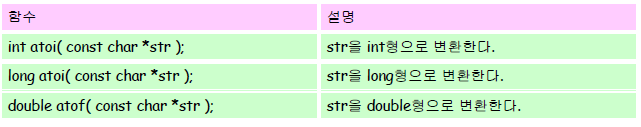 함수 설명
int atoi( const char *str ); str을 int형으로 변환한다.
long atoi( const char *str ); str을 long형으로 변환한다.
double atof( const char *str ); str을 double형으로 변환한다.